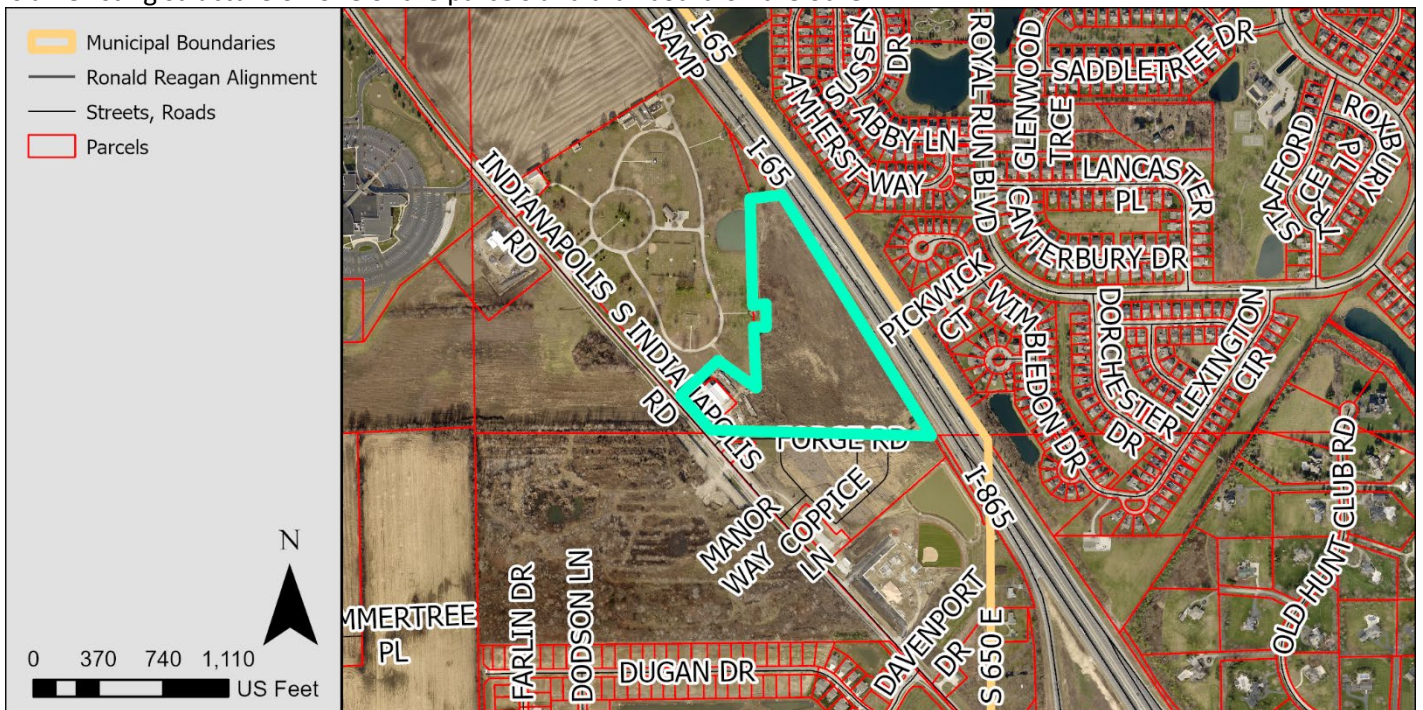 Municipal Boundaries
Ronald Reagan Alignment
Streets, Roads
Parcels
N
0 370 740 1,110
US Feet
I-65
RAMP
I-65
SUSSEX
DR
TABBY LN
AMHERST WAY
ROYAL RUN BLVD
GLENWOOD
TRCE
SADDLETREE DR
ROXBURY
PL
STAFFORD
LANCASTER
PL
CANTERBURY DR
INDIANAPOLIS
RD
S INDIANAPOLIS
RD
PICKWICK
CT
WIMBLEDON DR
DORCHESTER
DR
LEXINGTON
CIR
FORGE RD
MANOR
WAY
COPPICE
LN
I-865
OLD HUNT CLUB RD
MMERTREE
PL
FARLIN DR
DODSON LN
DUGAN DR
DAVENPORT
DR
S 650 E